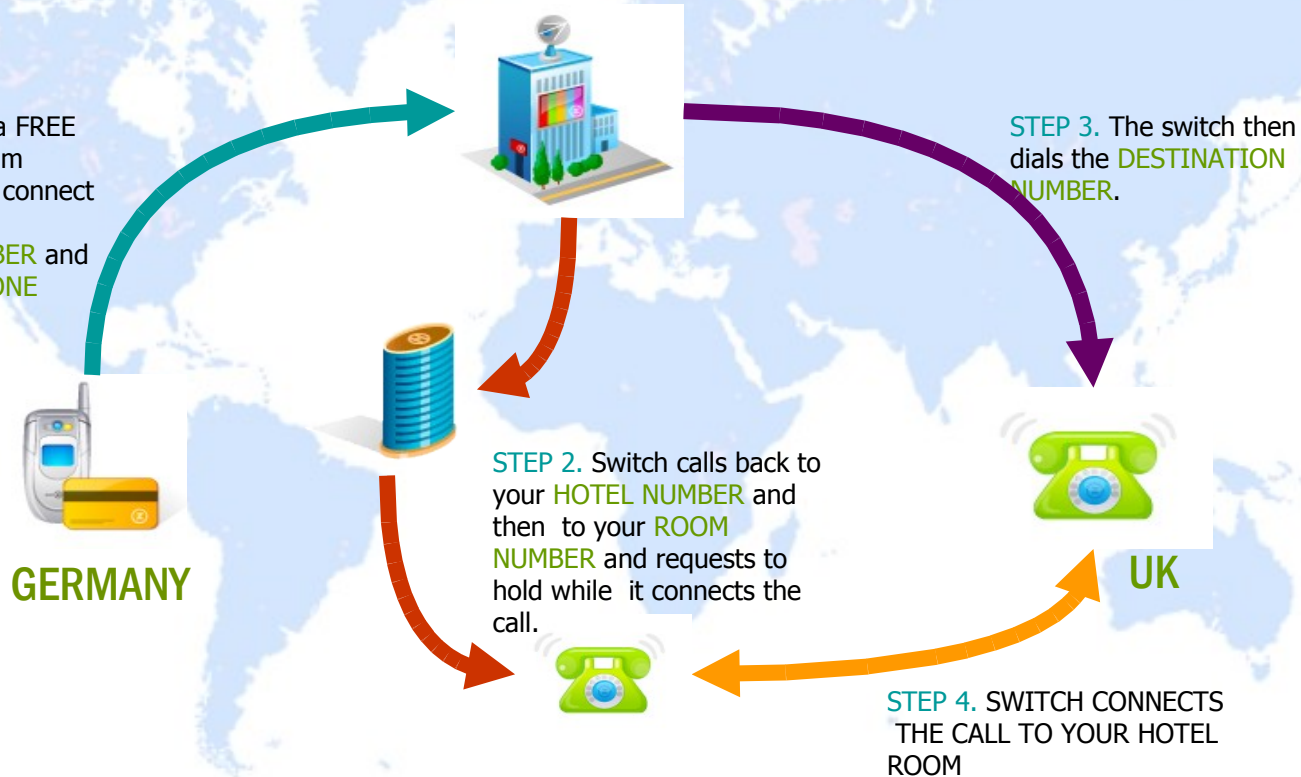 a FREE
connect
and
STEP 2. Switch calls back to
your HOTEL NUMBER and
then to your ROOM
NUMBER and requests to
hold while it connects the
call.
STEP 3. The switch then
dials the DESTINATION
NUMBER.
STEP 4. SWITCH CONNECTS
THE CALL TO YOUR HOTEL
ROOM
GERMANY
UK